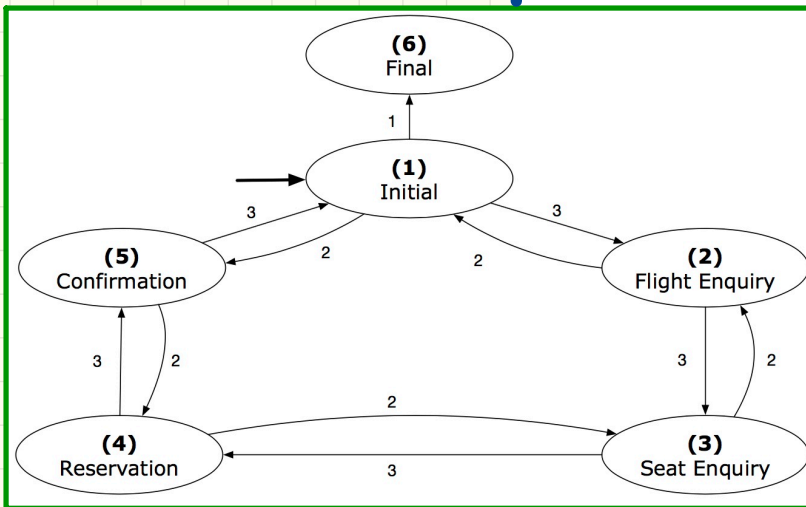 (6)
Final
1
(1)
Initial
3
3
2
2
(5)
Confirmation
(2)
Flight Enquiry
3
2
3
2
2
(4)
Reservation
(3)
Seat Enquiry
3